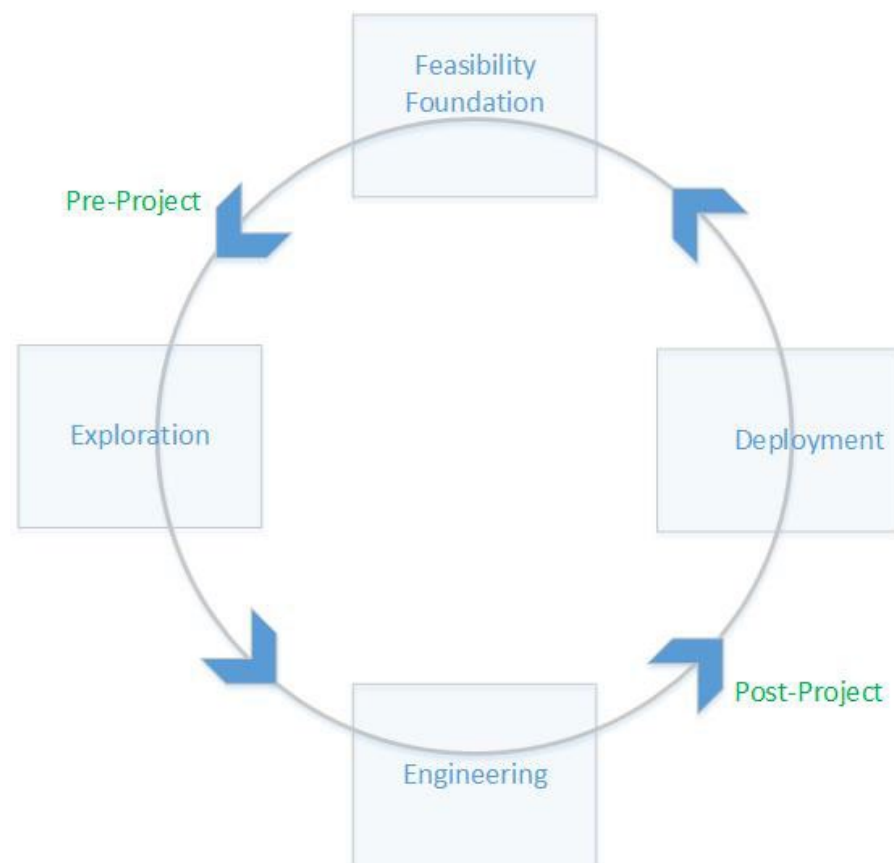 Feasibility
Foundation
Pre-Project
Exploration
Deployment
Post-Project
Engineering